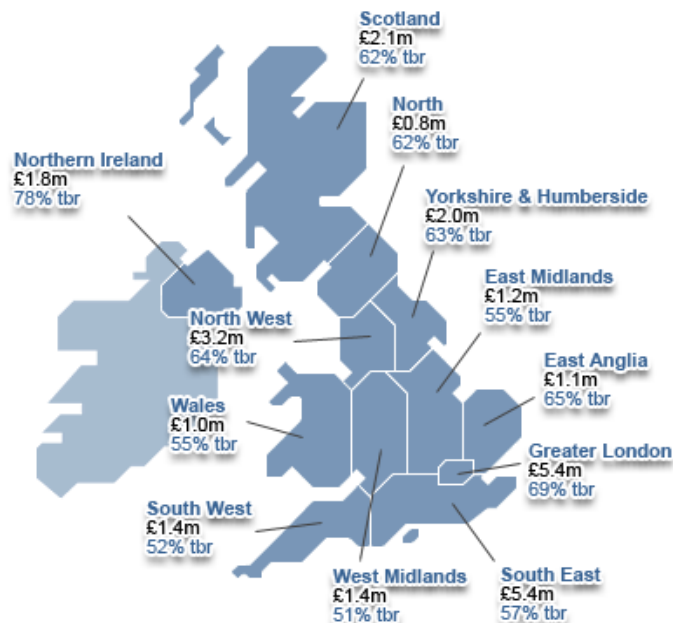 Scotland
£2.1m
62% tbr
North
£0.8m
62% tbr
Northern Ireland
£1.8m
78% tbr
Yorkshire & Humberside
£2.0m
63% tbr
East Midlands
£1.2m
55% tbr
North West
£3.2m
64% tbr
East Anglia
£1.1m
65% tbr
Wales
£1.0m
55% tbr
Greater London
£5.4m
69% tbr
South West
£1.4m
52% tbr
West Midlands
£1.4m
51% tbr
South East
£5.4m
57% tbr